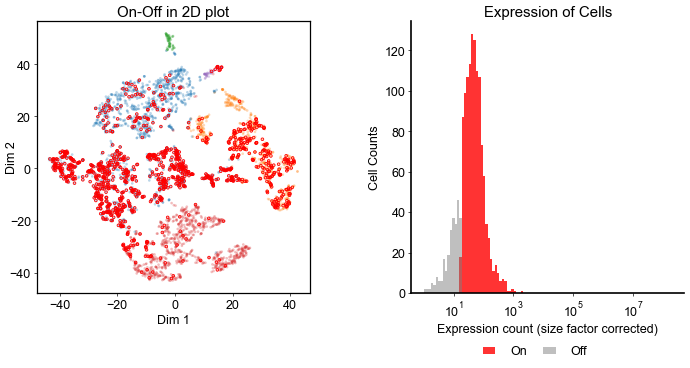 On-Off in 2D plot
40
20
0
−20
−40
Dim 2
−40 −20 0 20 40
Dim 1
Expression of Cells
120
100
80
60
40
20
0
Cell Counts
10^1 10^3 10^5 10^7
Expression count (size factor corrected)
On Off